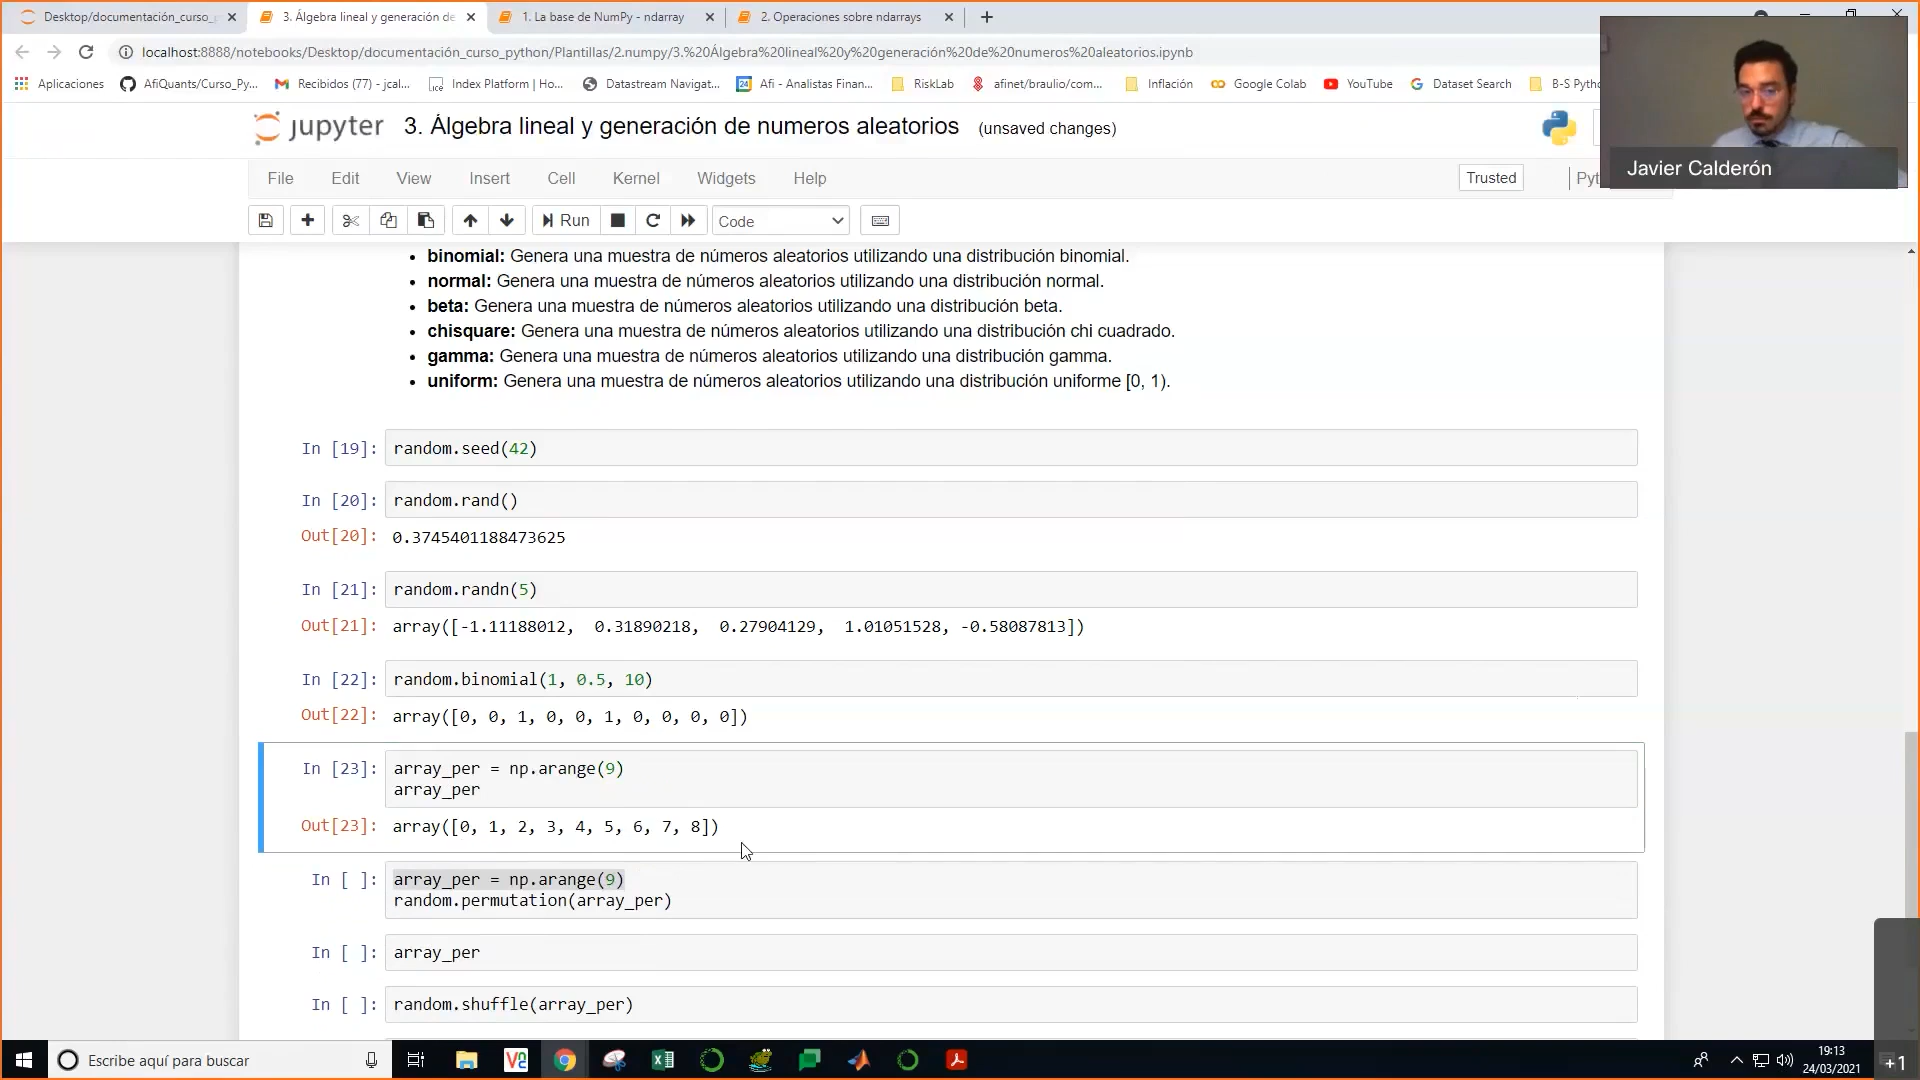 Desktop/documentación_curso_p
3. Álgebra lineal y generación de
1. La base de NumPy - ndarray
2. Operaciones sobre ndarrays
localhost:8888/notebooks/Desktop/documentación_curso_python/Plantillas/2.numpy/3.%20Álgebra%20lineal%20y%20generación%20de%20numeros%20aleatorios.ipynb
Aplicaciones
AfiQuants/Curso_Py...
Recibidos (77) - jcal...
Index Platform | Ho...
Datastream Navigat...
Afi - Analistas Finan...
RiskLab
afinet/braulio/com...
Inflación
Google Colab
YouTube
Dataset Search
B-S Pytho
jupyter 3. Álgebra lineal y generación de numeros aleatorios (unsaved changes)
Javier Calderón
File Edit View Insert Cell Kernel Widgets Help Trusted Pyt
Run Code
• binomial: Genera una muestra de números aleatorios utilizando una distribución binomial.
• normal: Genera una muestra de números aleatorios utilizando una distribución normal.
• beta: Genera una muestra de números aleatorios utilizando una distribución beta.
• chisquare: Genera una muestra de números aleatorios utilizando una distribución chi cuadrado.
• gamma: Genera una muestra de números aleatorios utilizando una distribución gamma.
• uniform: Genera una muestra de números aleatorios utilizando una distribución uniforme [0, 1).
In [19]: random.seed(42)
In [20]: random.rand()
Out[20]: 0.3745401188473625
In [21]: random.randn(5)
Out[21]: array([-1.11188012, 0.31890218, 0.27904129, 1.01051528, -0.58087813])
In [22]: random.binomial(1, 0.5, 10)
Out[22]: array([0, 0, 1, 0, 0, 1, 0, 0, 0, 0])
In [23]: array_per = np.arange(9)
array_per
Out[23]: array([0, 1, 2, 3, 4, 5, 6, 7, 8])
In [ ]: array_per = np.arange(9)
random.permutation(array_per)
In [ ]: array_per
In [ ]: random.shuffle(array_per)
Escribe aquí para buscar
19:13
24/03/2021
+1